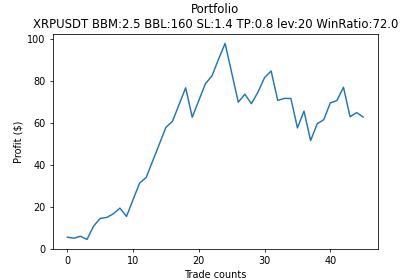 Portfolio
XRPUSDT BBM:2.5 BBL:160 SL:1.4 TP:0.8 lev:20 WinRatio:72.0
100
80
60
40
20
0
Profit ($)
0 10 20 30 40
Trade counts